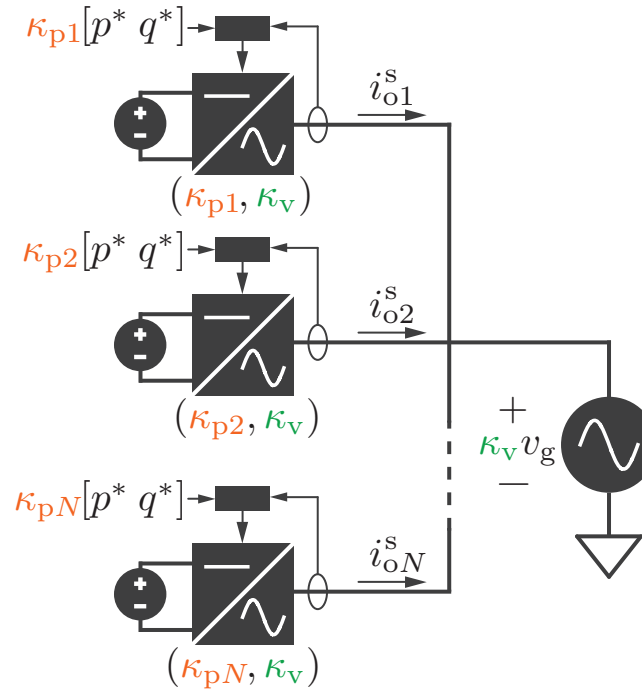 κp1[p* q*]
i^s_o1
(κp1, κv)
κp2[p* q*]
i^s_o2
(κp2, κv)
+
κv vg
−
κpN[p* q*]
i^s_oN
(κpN, κv)